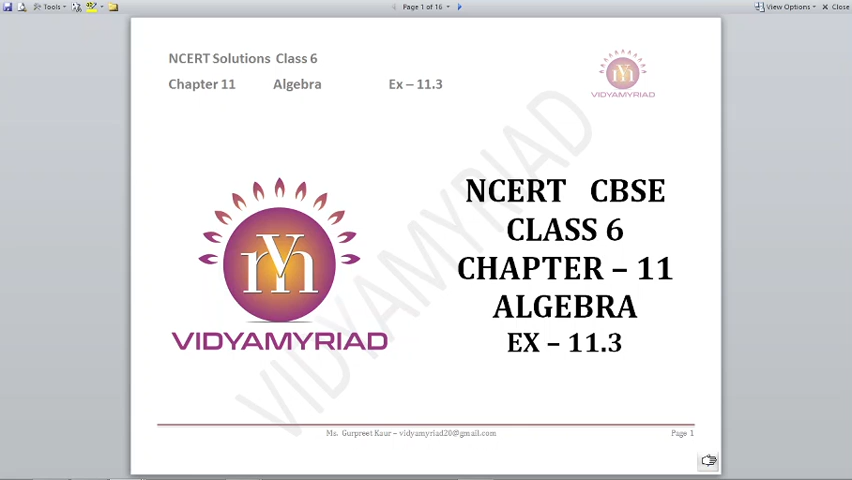 Tools
Page 1 of 16
View Options
Close
NCERT Solutions Class 6
Chapter 11 Algebra Ex – 11.3
VIDYAMYRIAD
NCERT CBSE
CLASS 6
CHAPTER – 11
ALGEBRA
EX – 11.3
VIDYAMYRIAD
VIDYAMYRIAD
Ms. Gurpreet Kaur – vidyamyriad20@gmail.com
Page 1